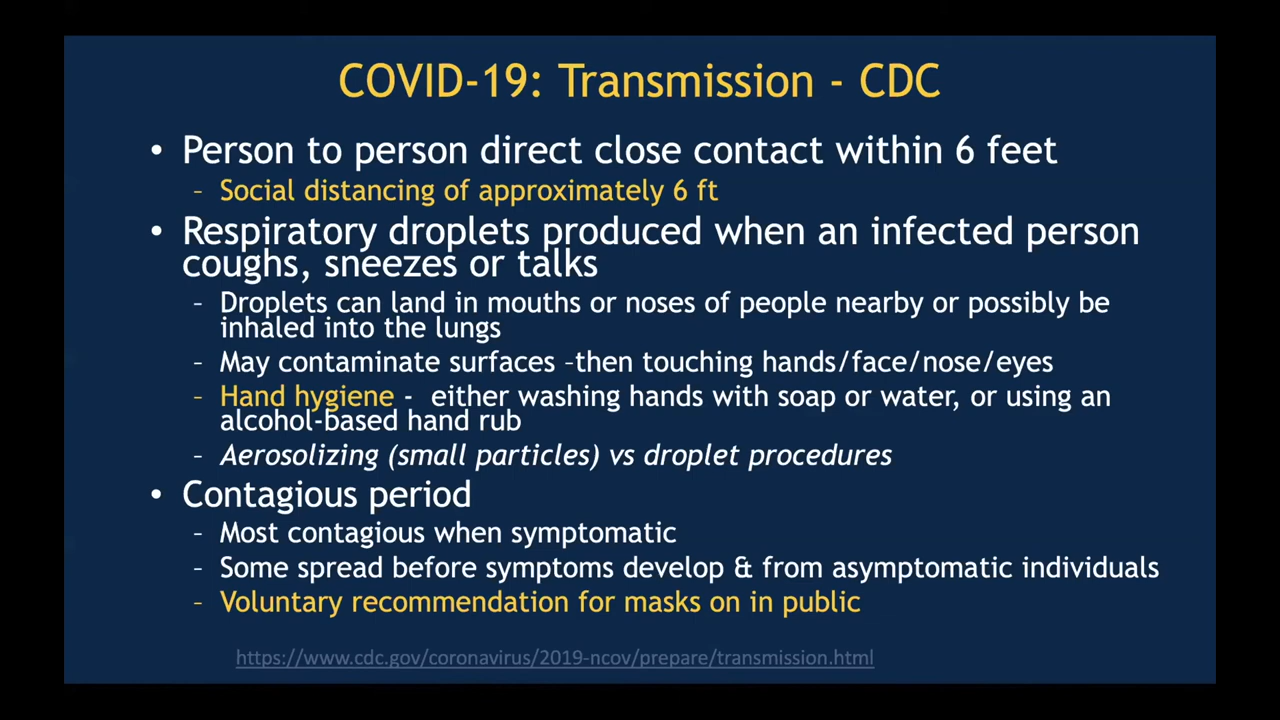 COVID-19: Transmission - CDC
• Person to person direct close contact within 6 feet
– Social distancing of approximately 6 ft
• Respiratory droplets produced when an infected person
coughs, sneezes or talks
– Droplets can land in mouths or noses of people nearby or possibly be
inhaled into the lungs
– May contaminate surfaces –then touching hands/face/nose/eyes
– Hand hygiene - either washing hands with soap or water, or using an
alcohol-based hand rub
– Aerosolizing (small particles) vs droplet procedures
• Contagious period
– Most contagious when symptomatic
– Some spread before symptoms develop & from asymptomatic individuals
– Voluntary recommendation for masks on in public
https://www.cdc.gov/coronavirus/2019-ncov/prepare/transmission.html